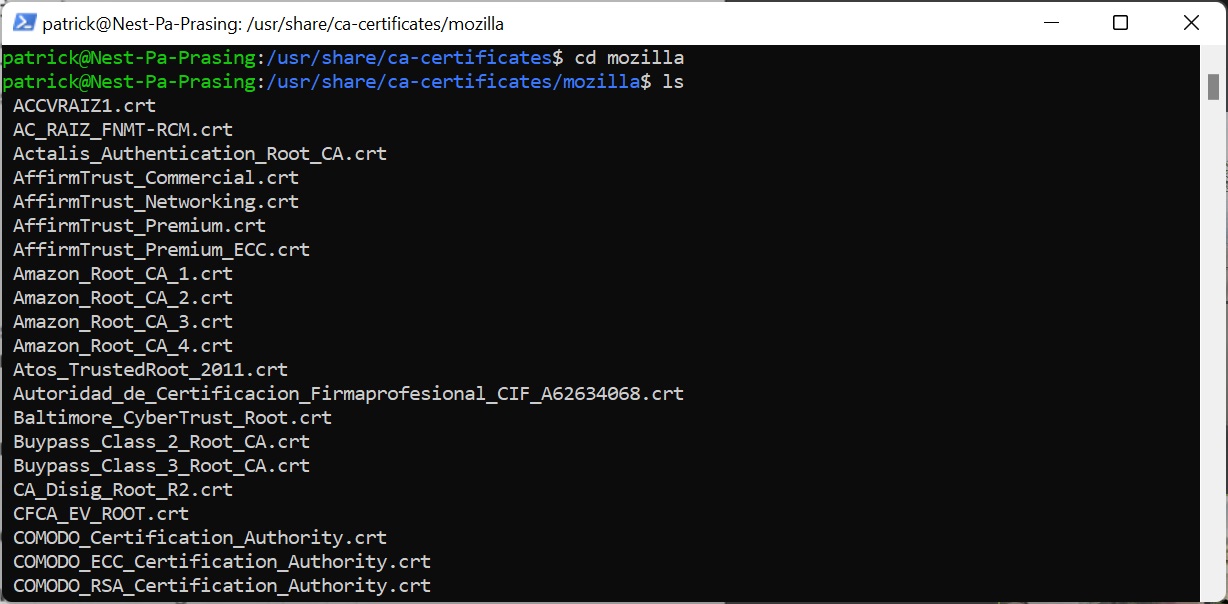 patrick@Nest-Pa-Prasing: /usr/share/ca-certificates/mozilla
patrick@Nest-Pa-Prasing:/usr/share/ca-certificates$ cd mozilla
patrick@Nest-Pa-Prasing:/usr/share/ca-certificates/mozilla$ ls
ACCVRAIZ1.crt
AC_RAIZ_FNMT-RCM.crt
Actalis_Authentication_Root_CA.crt
AffirmTrust_Commercial.crt
AffirmTrust_Networking.crt
AffirmTrust_Premium.crt
AffirmTrust_Premium_ECC.crt
Amazon_Root_CA_1.crt
Amazon_Root_CA_2.crt
Amazon_Root_CA_3.crt
Amazon_Root_CA_4.crt
Atos_TrustedRoot_2011.crt
Autoridad_de_Certificacion_Firmaprofesional_CIF_A62634068.crt
Baltimore_CyberTrust_Root.crt
Buypass_Class_2_Root_CA.crt
Buypass_Class_3_Root_CA.crt
CA_Disig_Root_R2.crt
CFCA_EV_ROOT.crt
COMODO_Certification_Authority.crt
COMODO_ECC_Certification_Authority.crt
COMODO_RSA_Certification_Authority.crt